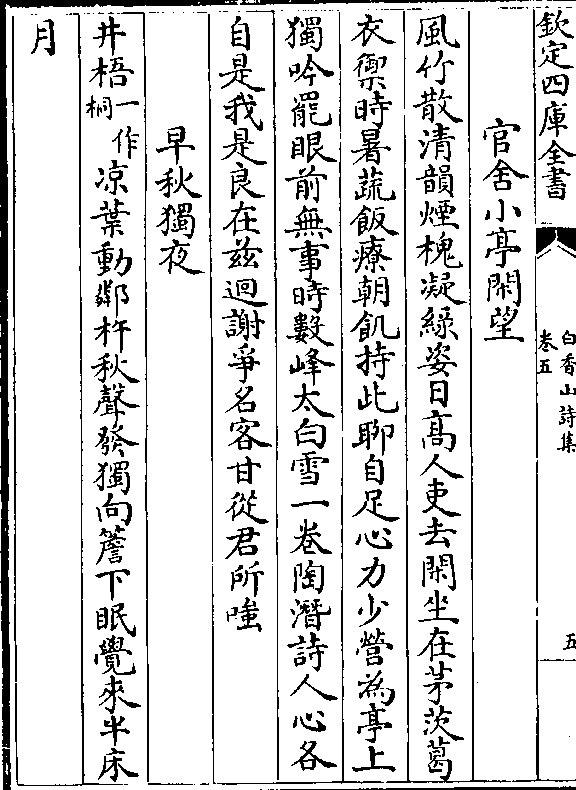 欽定四庫全書
白香山詩集
卷五
五
官舍小亭閑望
風竹散清韻煙槐凝綠姿日髙人吏去閑坐在茅茨葛
衣禦時暑蔬飯療朝飢持此聊自足心力少營為亭上
獨吟罷眼前無事時數峰太白雪一卷陶潛詩人心各
自是我是良在茲迴謝爭名客甘從君所嗤
早秋獨夜
井梧一作桐凉葉動鄰杵秋聲發獨向簷下眠覺來半床
月